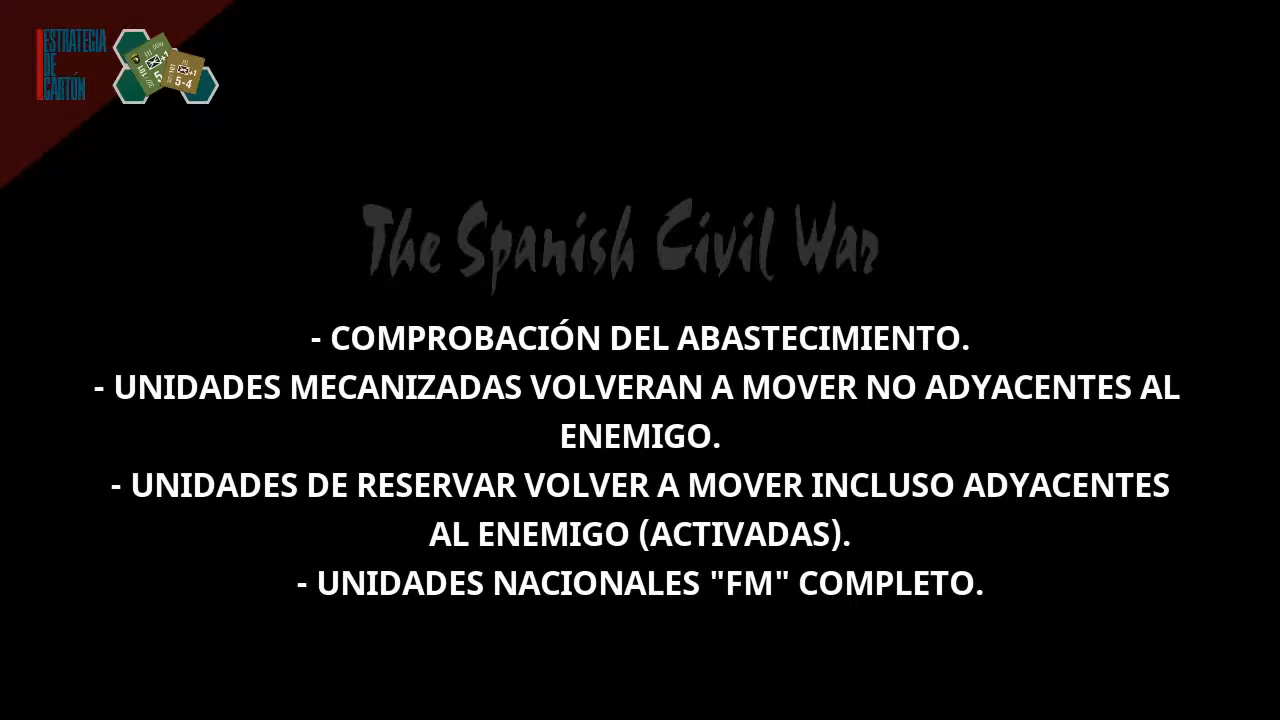 ESTRATEGIA
DE
CARTÓN
The Spanish Civil War
- COMPROBACIÓN DEL ABASTECIMIENTO.
- UNIDADES MECANIZADAS VOLVERAN A MOVER NO ADYACENTES AL
ENEMIGO.
- UNIDADES DE RESERVAR VOLVER A MOVER INCLUSO ADYACENTES
AL ENEMIGO (ACTIVADAS).
- UNIDADES NACIONALES "FM" COMPLETO.